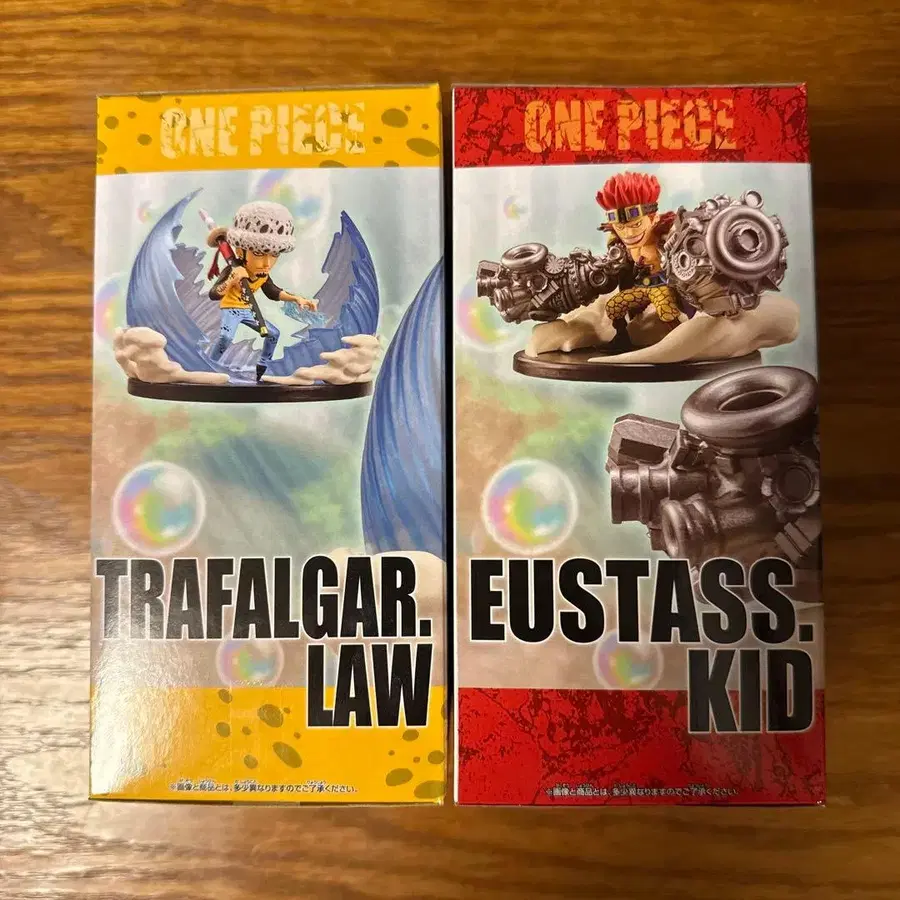 ONE PIECE
TRAFALGAR.
LAW
※画像と商品とは、多少異なりますのでご了承ください。
ONE PIECE
EUSTASS.
KID
※画像と商品とは、多少異なりますのでご了承ください。